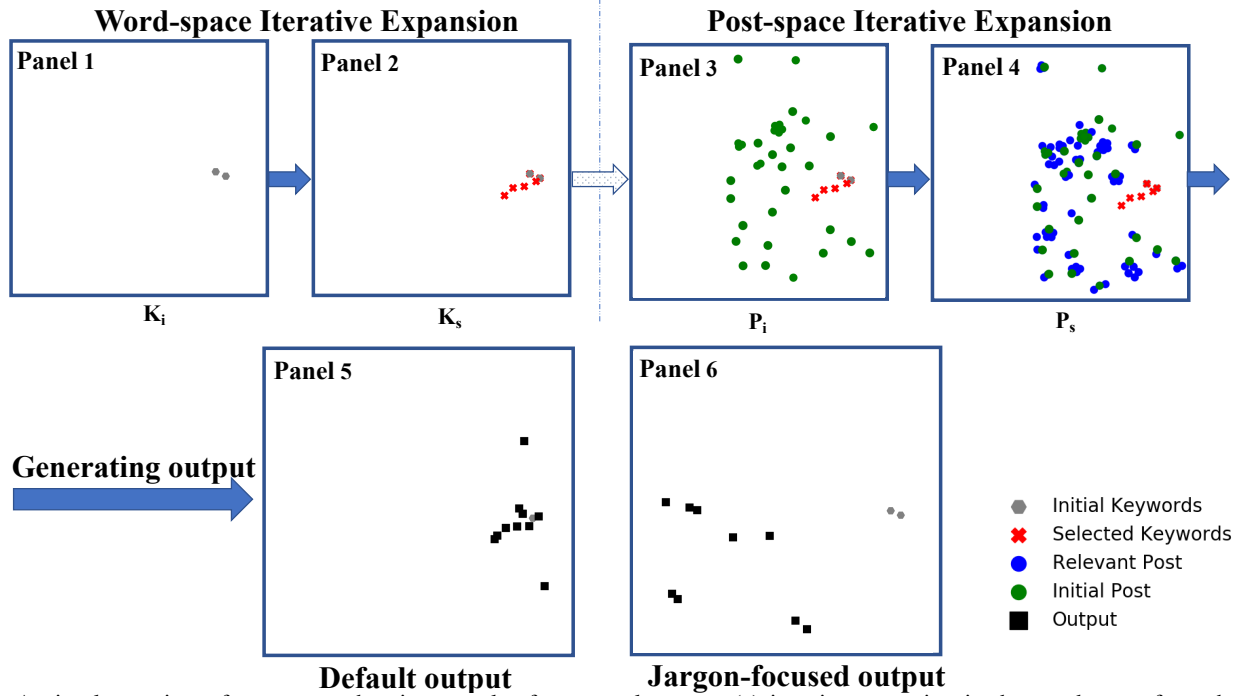 Word-space Iterative Expansion
Post-space Iterative Expansion
Panel 1
Panel 2
Panel 3
Panel 4
Ki
Ks
Pi
Ps
Generating output
Panel 5
Panel 6
Initial Keywords
Selected Keywords
Relevant Post
Initial Post
Output
Default output
Jargon-focused output